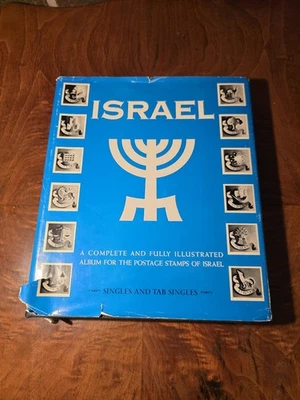 ISRAEL
A COMPLETE AND FULLY ILLUSTRATED
ALBUM FOR THE POSTAGE STAMPS OF ISRAEL
SINGLES AND TAB SINGLES